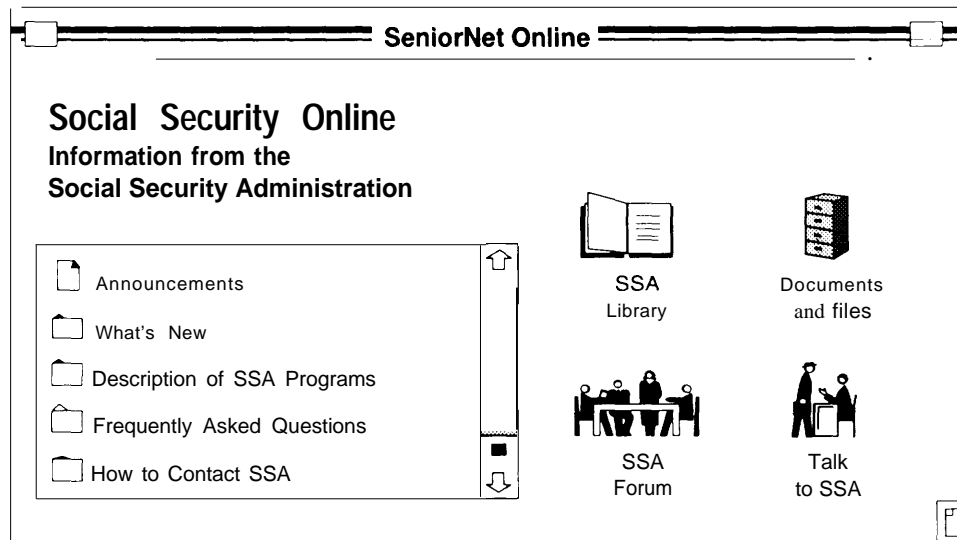 SeniorNet Online
Social Security Online
Information from the
Social Security Administration
Announcements
What's New
Description of SSA Programs
Frequently Asked Questions
How to Contact SSA
SSA
Library
Documents
and files
SSA
Forum
Talk
to SSA